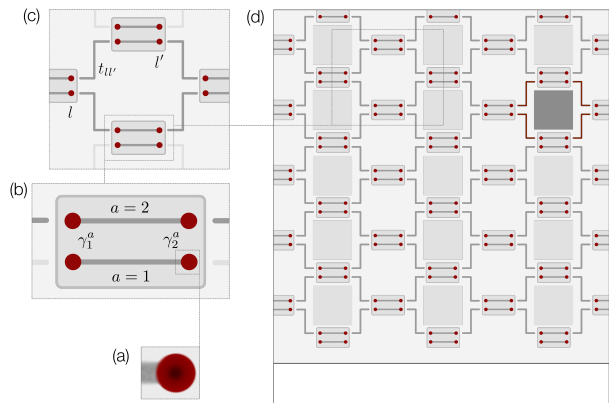 (c)
(d)
t_{ll'}
l'
l
(b)
a = 2
γ_1^a
γ_2^a
a = 1
(a)